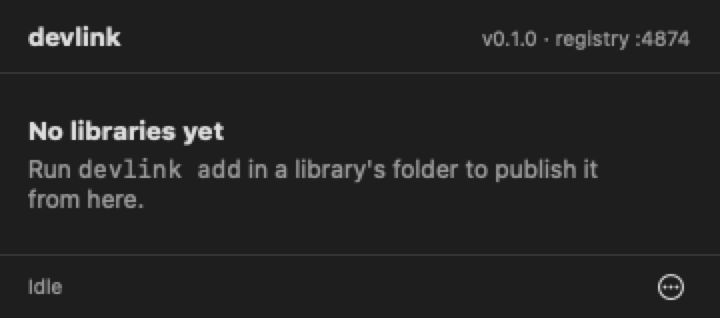 devlink
v0.1.0 · registry :4874
No libraries yet
Run devlink add in a library's folder to publish it
from here.
Idle